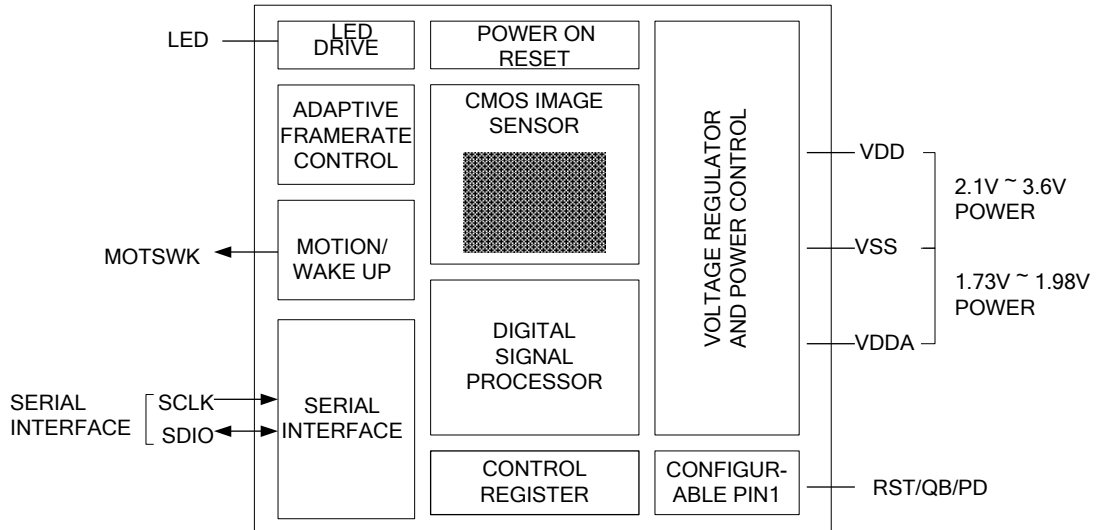 LED
LED
DRIVE
POWER ON
RESET
ADAPTIVE
FRAMERATE
CONTROL
CMOS IMAGE
SENSOR
VOLTAGE REGULATOR
AND POWER CONTROL
VDD
2.1V ~ 3.6V
POWER
MOTSWK
MOTION/
WAKE UP
VSS
1.73V ~ 1.98V
POWER
VDDA
DIGITAL
SIGNAL
PROCESSOR
SERIAL
INTERFACE
SCLK
SDIO
SERIAL
INTERFACE
CONTROL
REGISTER
CONFIGUR-
ABLE PIN1
RST/QB/PD